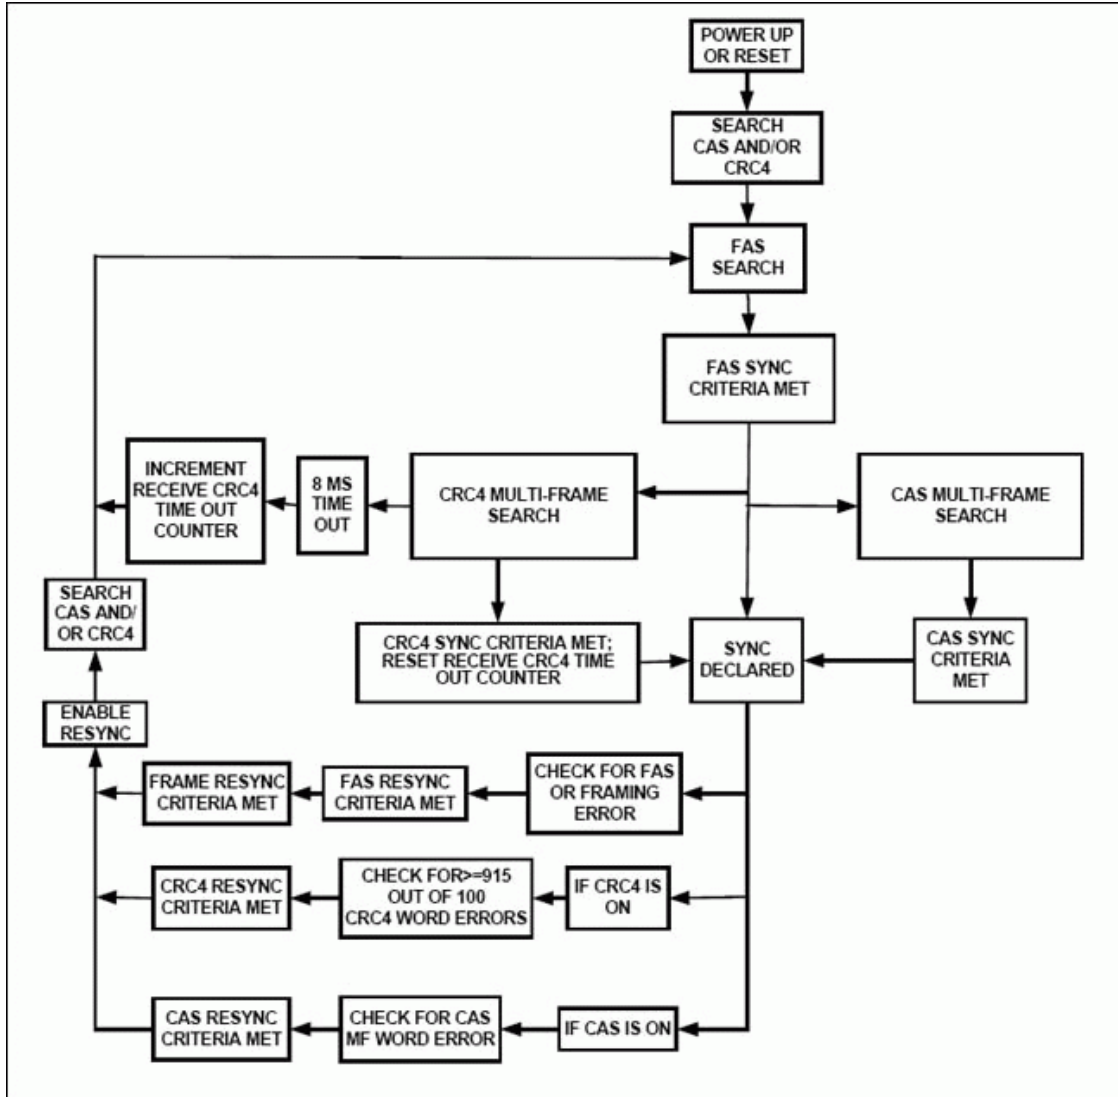 POWER UP
OR RESET
SEARCH
CAS AND/OR
CRC4
FAS
SEARCH
FAS SYNC
CRITERIA MET
INCREMENT
RECEIVE CRC4
TIME OUT
COUNTER
8 MS
TIME
OUT
CRC4 MULTI-FRAME
SEARCH
CAS MULTI-FRAME
SEARCH
SEARCH
CAS AND/
OR CRC4
CRC4 SYNC CRITERIA MET;
RESET RECEIVE CRC4 TIME
OUT COUNTER
SYNC
DECLARED
CAS SYNC
CRITERIA
MET
ENABLE
RESYNC
FRAME RESYNC
CRITERIA MET
FAS RESYNC
CRITERIA MET
CHECK FOR FAS
OR FRAMING
ERROR
CRC4 RESYNC
CRITERIA MET
CHECK FOR>=915
OUT OF 100
CRC4 WORD ERRORS
IF CRC4 IS
ON
CAS RESYNC
CRITERIA MET
CHECK FOR CAS
MF WORD ERROR
IF CAS IS ON